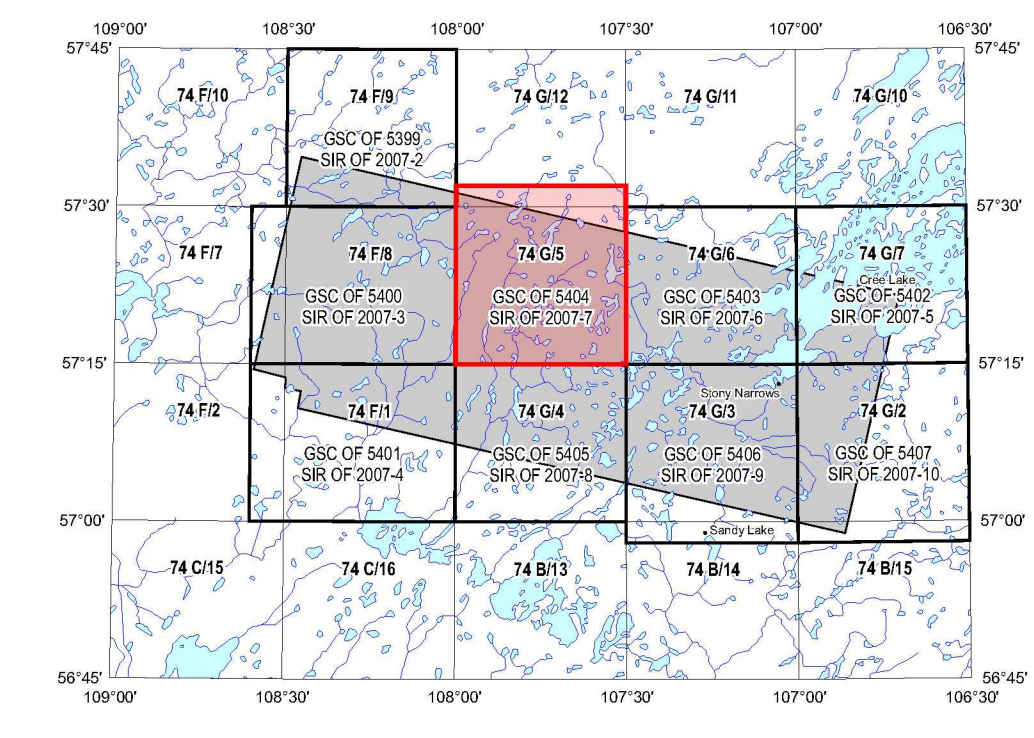 109°00' 108°30' 108°00' 107°30' 107°00' 106°30'
57°45' 57°45'
74 F/10 74 F/9 74 G/12 74 G/11 74 G/10
GSC OF 5399
SIR OF 2007-2
57°30' 57°30'
74 F/7 74 F/8 74 G/5 74 G/6 74 G/7
Cree Lake
GSC OF 5400 GSC OF 5404 GSC OF 5403 GSC OF 5402
SIR OF 2007-3 SIR OF 2007-7 SIR OF 2007-6 SIR OF 2007-5
57°15' 57°15'
Stony Narrows
74 F/2 74 F/1 74 G/4 74 G/3 74 G/2
GSC OF 5401 GSC OF 5405 GSC OF 5406 GSC OF 5407
SIR OF 2007-4 SIR OF 2007-8 SIR OF 2007-9 SIR OF 2007-10
57°00' 57°00'
Sandy Lake
74 C/15 74 C/16 74 B/13 74 B/14 74 B/15
56°45' 56°45'
109°00' 108°30' 108°00' 107°30' 107°00' 106°30'